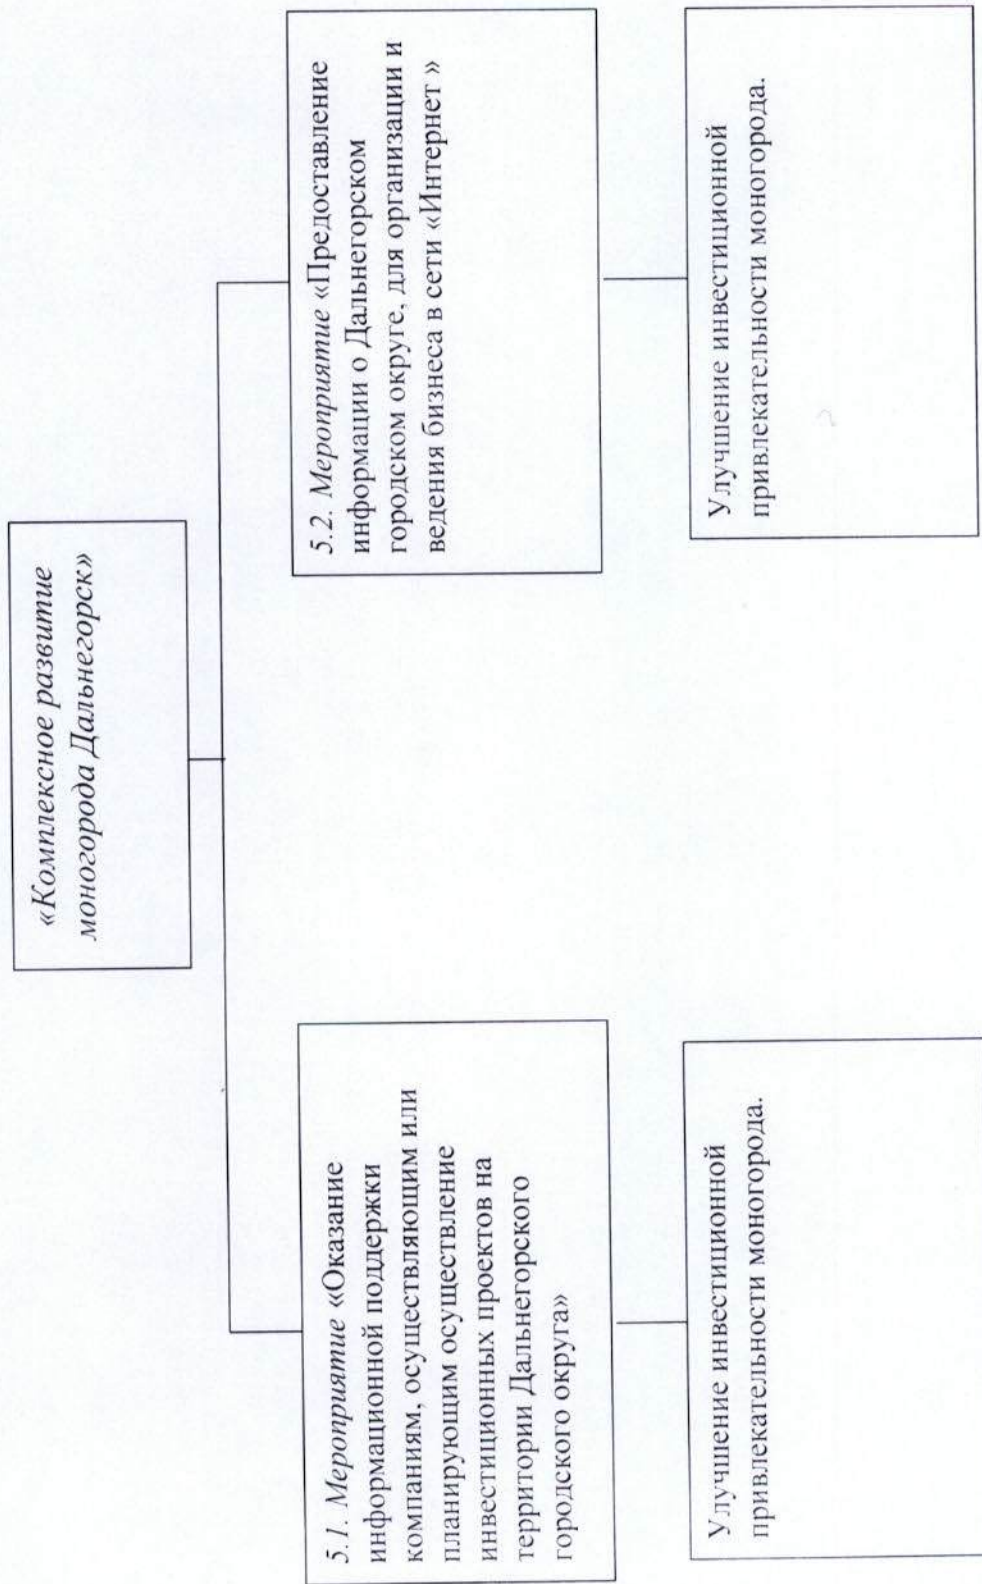 «Комплексное развитие
моногорода Дальнегорск»
5.1. Мероприятие «Оказание
информационной поддержки
компаниям, осуществляющим или
планирующим осуществление
инвестиционных проектов на
территории Дальнегорского
городского округа»
5.2. Мероприятие «Предоставление
информации о Дальнегорском
городском округе, для организации и
ведения бизнеса в сети «Интернет »
Улучшение инвестиционной
привлекательности моногорода.
Улучшение инвестиционной
привлекательности моногорода.